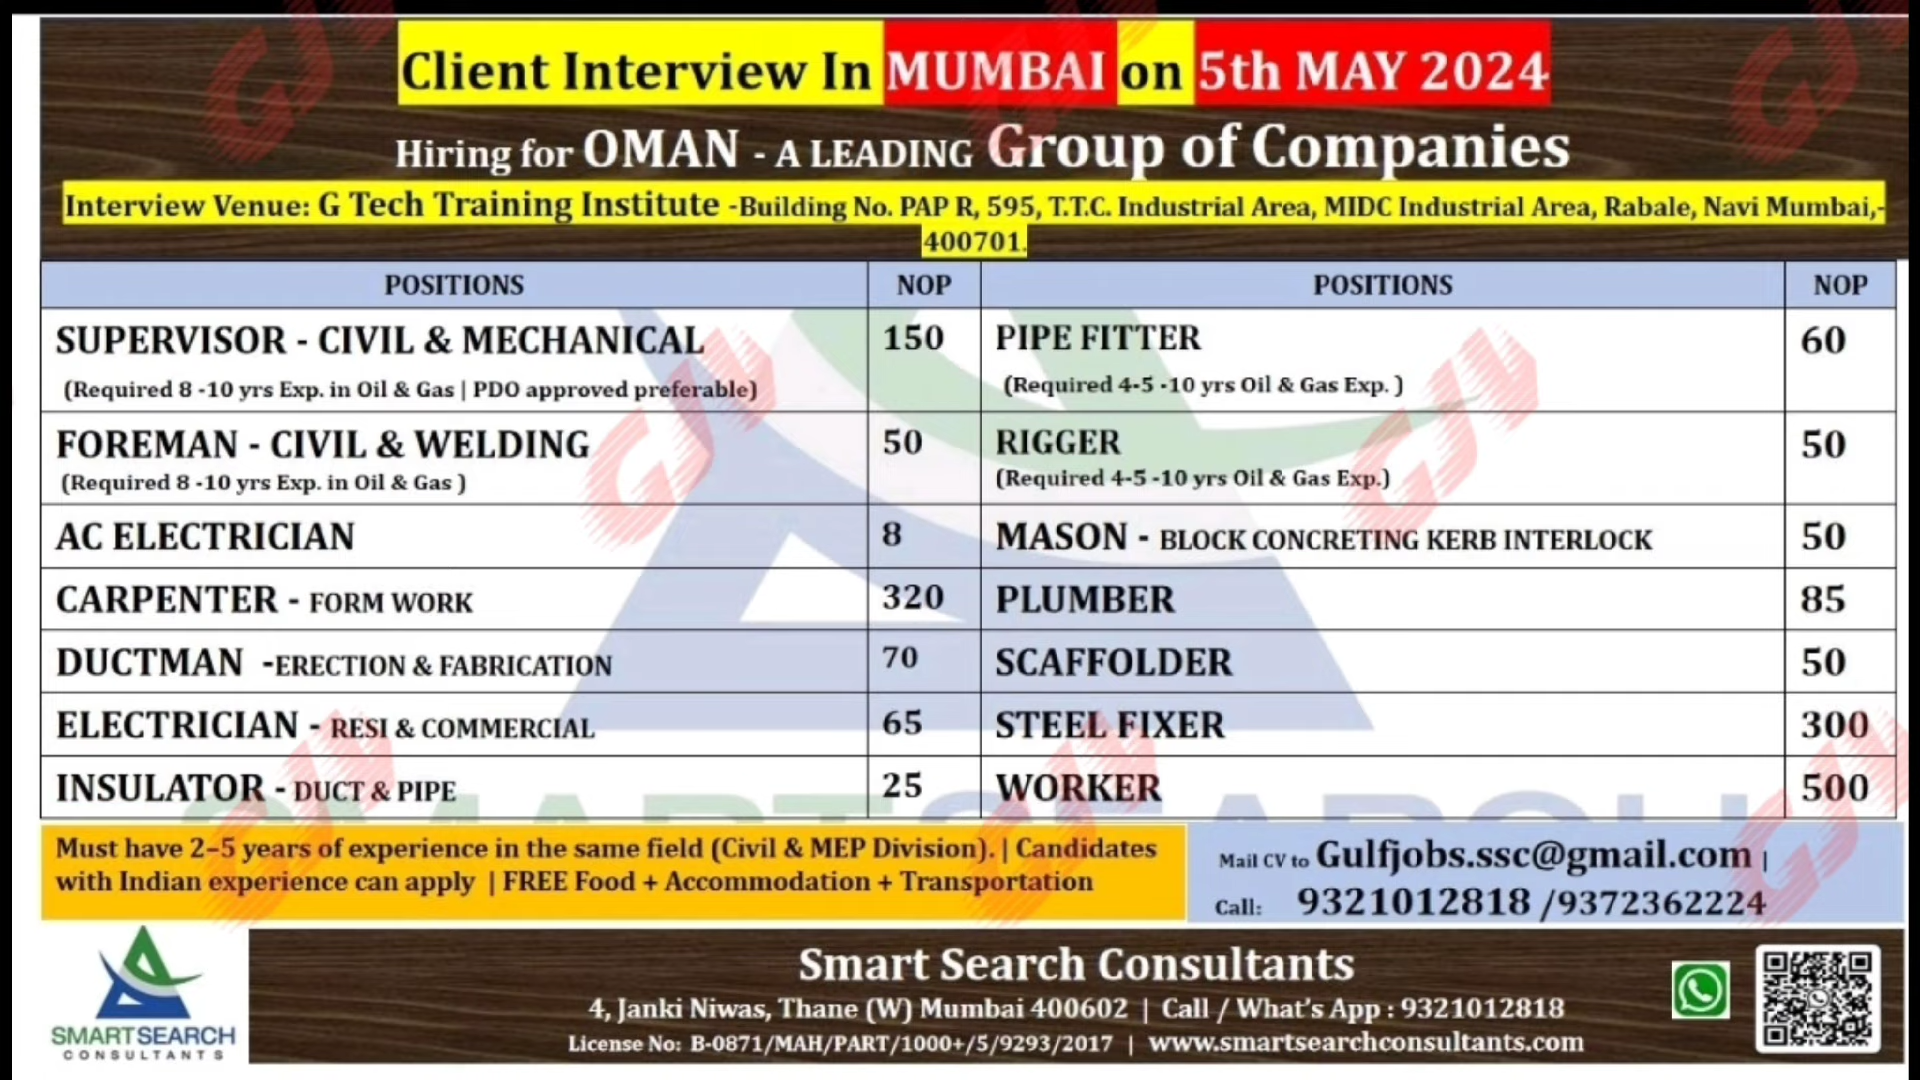 Client Interview In MUMBAI on 5th MAY 2024
Hiring for OMAN - A LEADING Group of Companies
Interview Venue: G Tech Training Institute -Building No. PAP R, 595, T.T.C. Industrial Area, MIDC Industrial Area, Rabale, Navi Mumbai,-
400701.
POSITIONS NOP POSITIONS NOP
SUPERVISOR - CIVIL & MECHANICAL 150 PIPE FITTER 60
(Required 8 -10 yrs Exp. in Oil & Gas | PDO approved preferable) (Required 4-5 -10 yrs Oil & Gas Exp. )
FOREMAN - CIVIL & WELDING 50 RIGGER 50
(Required 8 -10 yrs Exp. in Oil & Gas ) (Required 4-5 -10 yrs Oil & Gas Exp.)
AC ELECTRICIAN 8 MASON - BLOCK CONCRETING KERB INTERLOCK 50
CARPENTER - FORM WORK 320 PLUMBER 85
DUCTMAN -ERECTION & FABRICATION 70 SCAFFOLDER 50
ELECTRICIAN - RESI & COMMERCIAL 65 STEEL FIXER 300
INSULATOR - DUCT & PIPE 25 WORKER 500
Must have 2–5 years of experience in the same field (Civil & MEP Division). | Candidates
with Indian experience can apply | FREE Food + Accommodation + Transportation
Mail CV to Gulfjobs.ssc@gmail.com |
Call: 9321012818 /9372362224
SMARTSEARCH
CONSULTANTS
Smart Search Consultants
4, Janki Niwas, Thane (W) Mumbai 400602 | Call / What's App : 9321012818
License No: B-0871/MAH/PART/1000+/5/9293/2017 | www.smartsearchconsultants.com